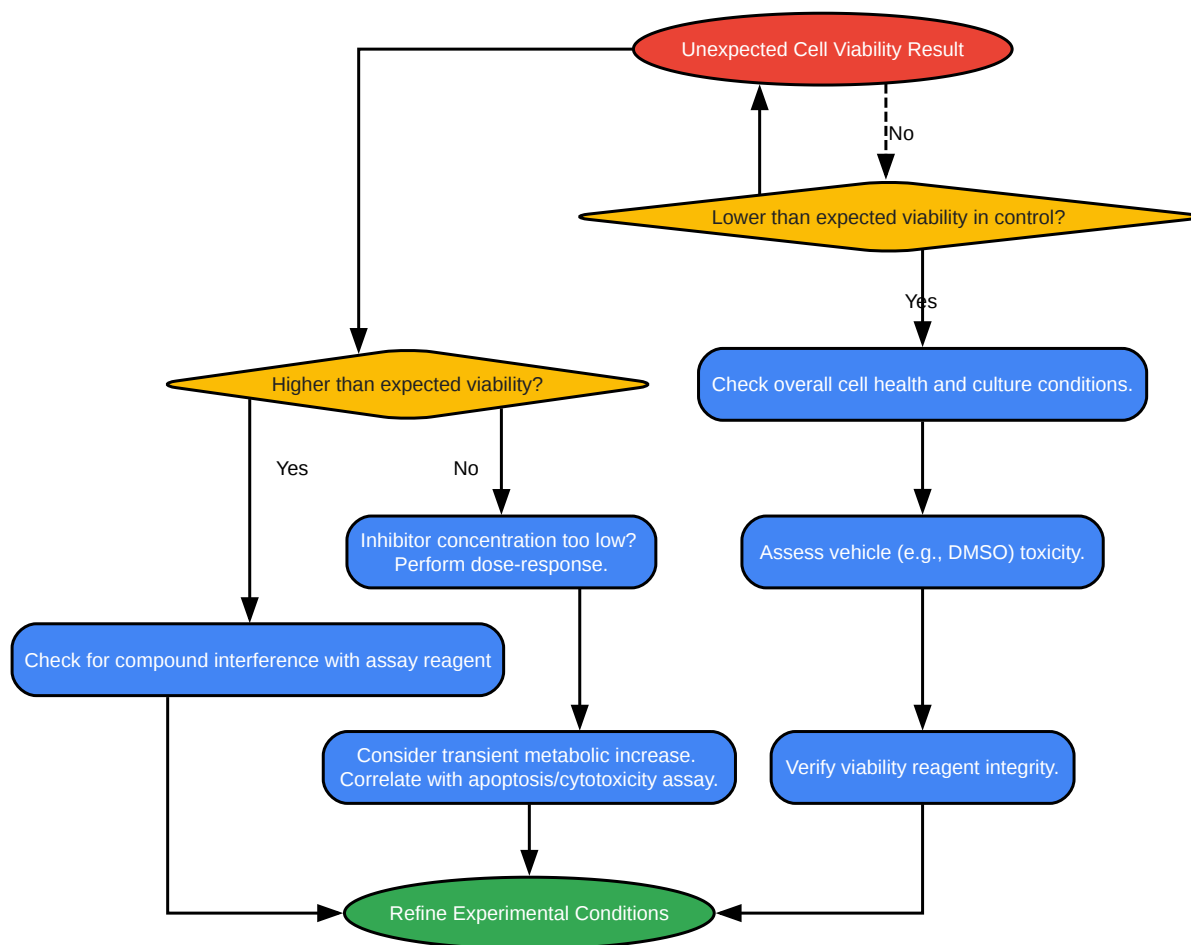 Unexpected Cell Viability Result
No
Lower than expected viability in control?
Yes
Higher than expected viability?
Check overall cell health and culture conditions.
Yes
No
Inhibitor concentration too low?
Perform dose-response.
Assess vehicle (e.g., DMSO) toxicity.
Check for compound interference with assay reagent
Consider transient metabolic increase.
Correlate with apoptosis/cytotoxicity assay.
Verify viability reagent integrity.
Refine Experimental Conditions